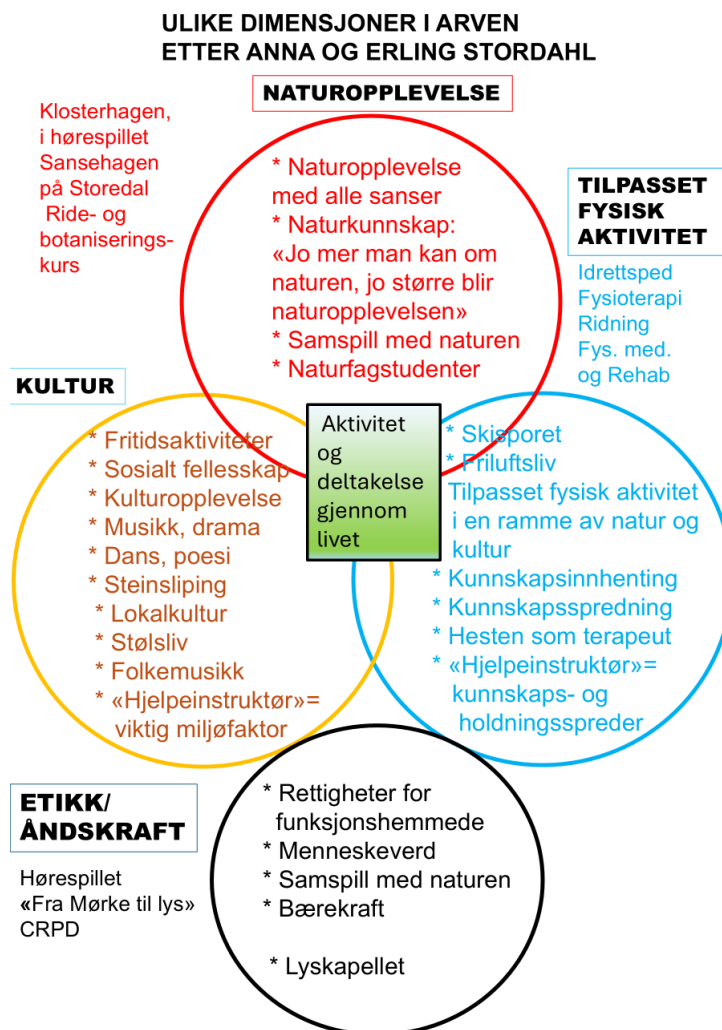 ULIKE DIMENSJONER I ARVEN
ETTER ANNA OG ERLING STORDAHL
NATUROPPLEVELSE
Klosterhagen,
i hørespillet
Sansehagen
på Storedal
Ride- og
botaniserings-
kurs
* Naturopplevelse
med alle sanser
* Naturkunnskap:
«Jo mer man kan om
naturen, jo større blir
naturopplevelsen»
* Samspill med naturen
* Naturfagstudenter
TILPASSET
FYSISK
AKTIVITET
Idrettsped
Fysioterapi
Ridning
Fys. med.
og Rehab
KULTUR
* Fritidsaktiviteter
* Sosialt fellesskap
* Kulturopplevelse
* Musikk, drama
* Dans, poesi
* Steinsliping
* Lokalkultur
* Stølsliv
* Folkemusikk
* «Hjelpeinstruktør»=
viktig miljøfaktor
Aktivitet
og
deltakelse
gjennom
livet
* Skisporet
* Friluftsliv
Tilpasset fysisk aktivitet
i en ramme av natur og
kultur
* Kunnskapsinnhenting
* Kunnskapsspredning
* Hesten som terapeut
* «Hjelpeinstruktør»=
kunnskaps- og
holdningsspreder
ETIKK/
ÅNDSKRAFT
Hørespillet
«Fra Mørke til lys»
CRPD
* Rettigheter for
funksjonshemmede
* Menneskeverd
* Samspill med naturen
* Bærekraft
* Lyskapellet